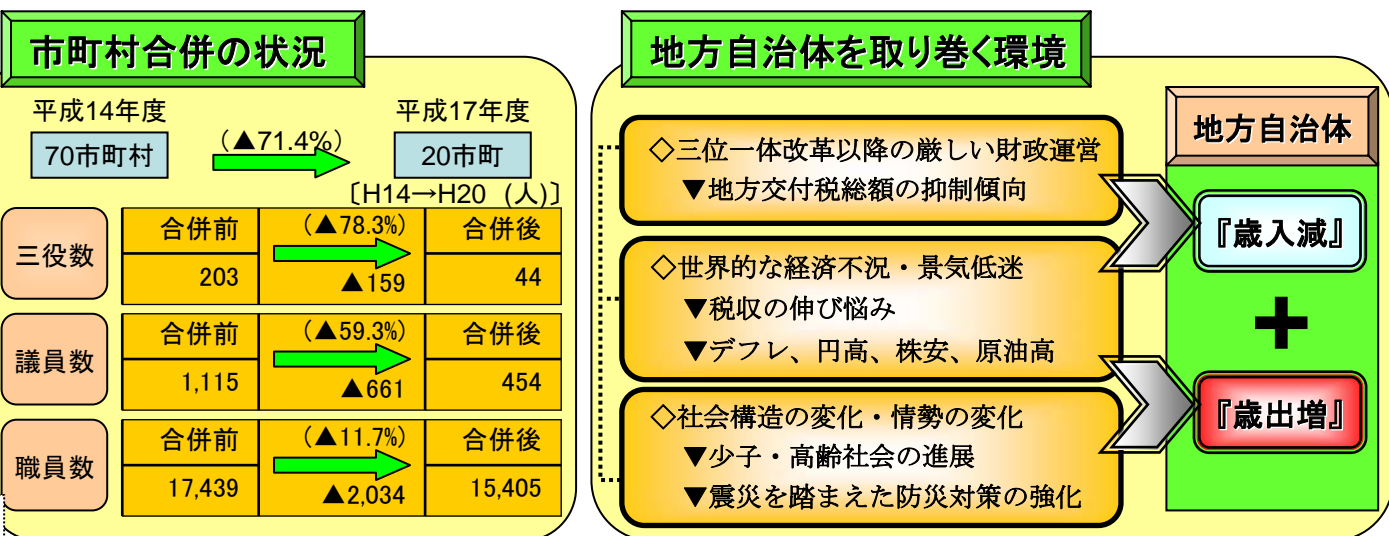 市町村合併の状況
平成14年度
平成17年度
70市町村
(▲71.4%)
20市町
〔H14→H20 (人)〕
三役数
合併前
(▲78.3%)
合併後
203
▲159
44
議員数
合併前
(▲59.3%)
合併後
1,115
▲661
454
職員数
合併前
(▲11.7%)
合併後
17,439
▲2,034
15,405
地方自治体を取り巻く環境
◇三位一体改革以降の厳しい財政運営
▼地方交付税総額の抑制傾向
◇世界的な経済不況・景気低迷
▼税収の伸び悩み
▼デフレ、円高、株安、原油高
◇社会構造の変化・情勢の変化
▼少子・高齢社会の進展
▼震災を踏まえた防災対策の強化
地方自治体
『歳入減』
+
『歳出増』